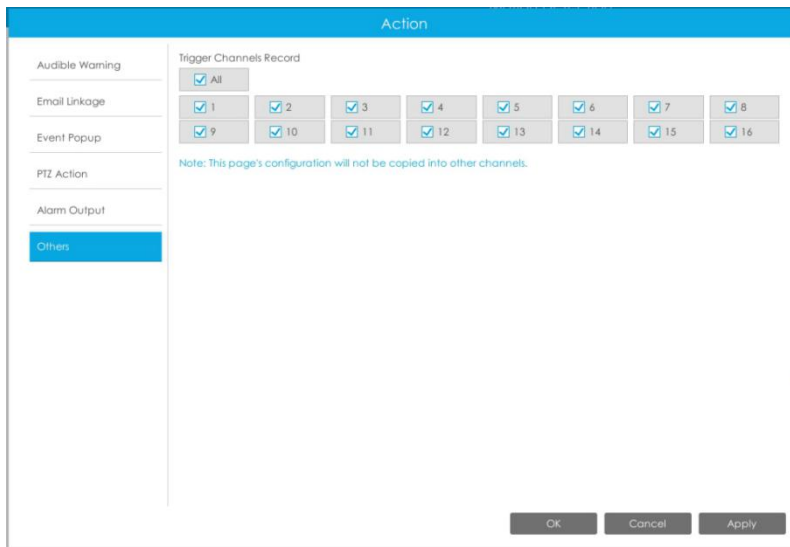 Action
Audible Warning
Email Linkage
Event Popup
PTZ Action
Alarm Output
Others
Trigger Channels Record
All
1 2 3 4 5 6 7 8
9 10 11 12 13 14 15 16
Note: This page's configuration will not be copied into other channels.
OK Cancel Apply